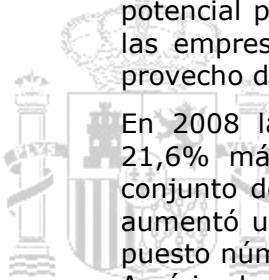 potencial p
las empres
provecho d
En 2008 la
21,6% má
conjunto de
aumentó u
puesto núm
PLVS